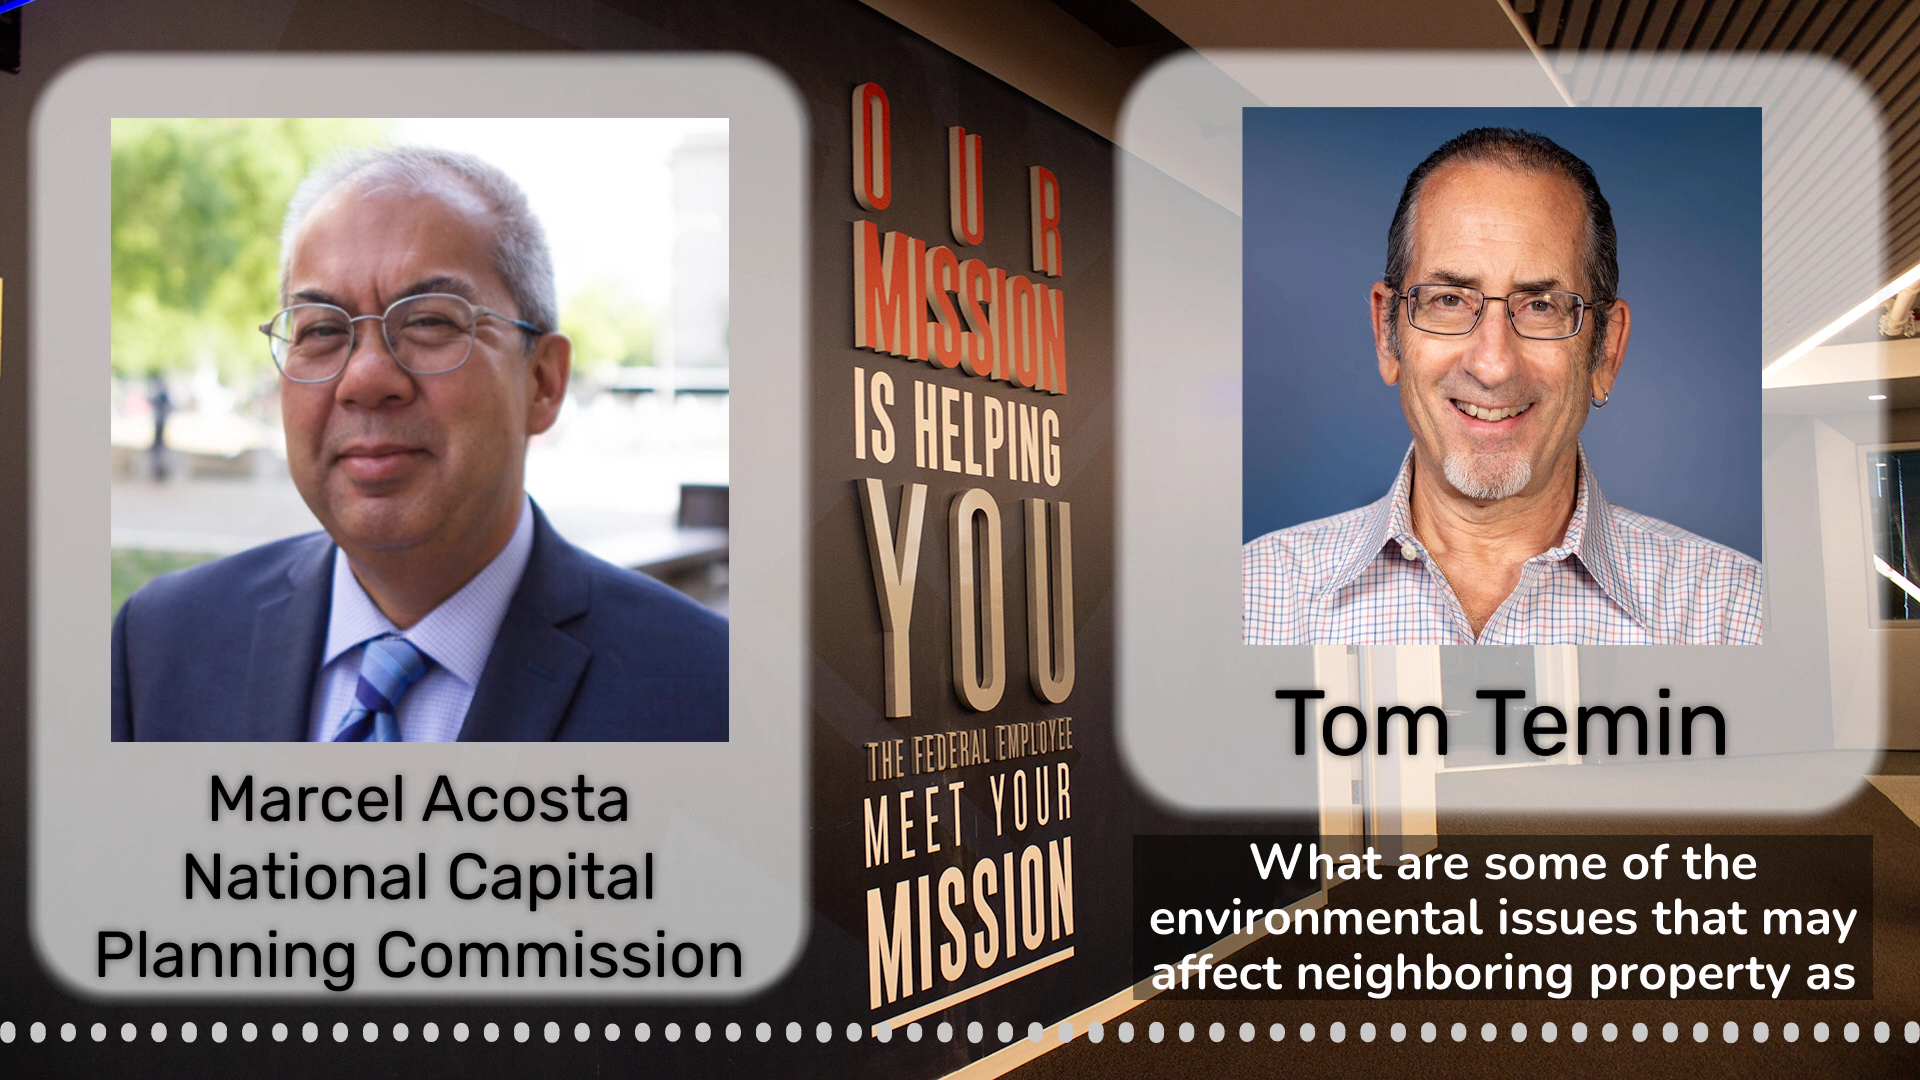 Marcel Acosta
National Capital
Planning Commission
OUR
MISSION
IS HELPING
YOU
THE FEDERAL EMPLOYEE
MEET YOUR
MISSION
Tom Temin
What are some of the
environmental issues that may
affect neighboring property as